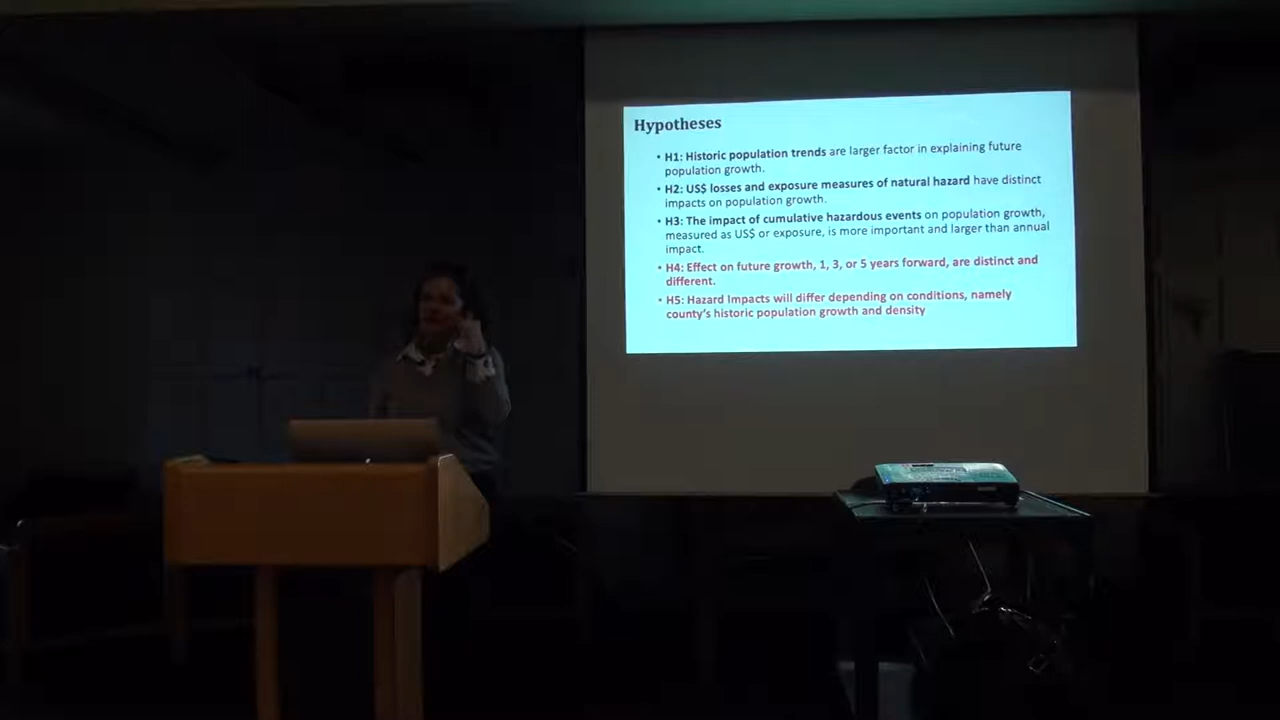 Hypotheses
• H1: Historic population trends are larger factor in explaining future
population growth.
• H2: US$ losses and exposure measures of natural hazard have distinct
impacts on population growth.
• H3: The impact of cumulative hazardous events on population growth,
measured as US$ or exposure, is more important and larger than annual
impact.
• H4: Effect on future growth, 1, 3, or 5 years forward, are distinct and
different.
• H5: Hazard Impacts will differ depending on conditions, namely
county's historic population growth and density